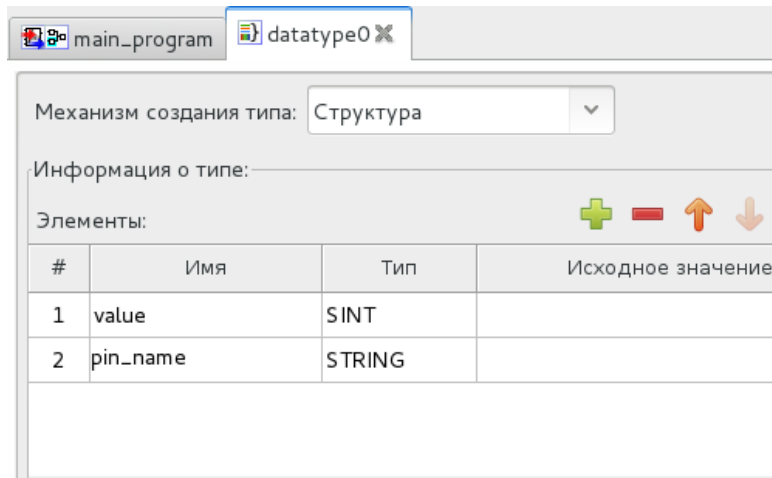 main_program datatype0
Механизм создания типа: Структура
Информация о типе:
Элементы:
# Имя Тип Исходное значение
1 value SINT
2 pin_name STRING